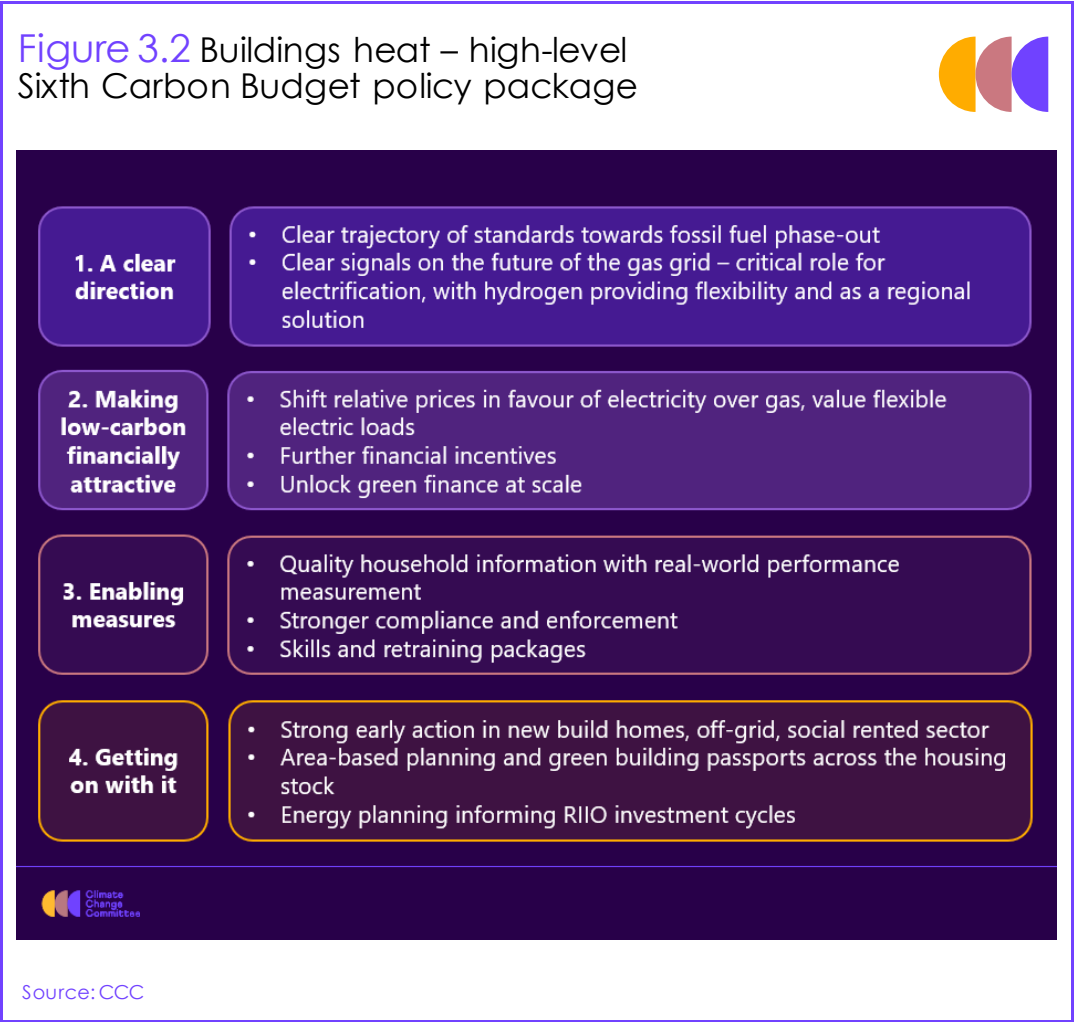 Figure 3.2 Buildings heat – high-level
Sixth Carbon Budget policy package
1. A clear
direction
• Clear trajectory of standards towards fossil fuel phase-out
• Clear signals on the future of the gas grid – critical role for
electrification, with hydrogen providing flexibility and as a regional
solution
2. Making
low-carbon
financially
attractive
• Shift relative prices in favour of electricity over gas, value flexible
electric loads
• Further financial incentives
• Unlock green finance at scale
3. Enabling
measures
• Quality household information with real-world performance
measurement
• Stronger compliance and enforcement
• Skills and retraining packages
4. Getting
on with it
• Strong early action in new build homes, off-grid, social rented sector
• Area-based planning and green building passports across the housing
stock
• Energy planning informing RIIO investment cycles
Climate
Change
Committee
Source: CCC